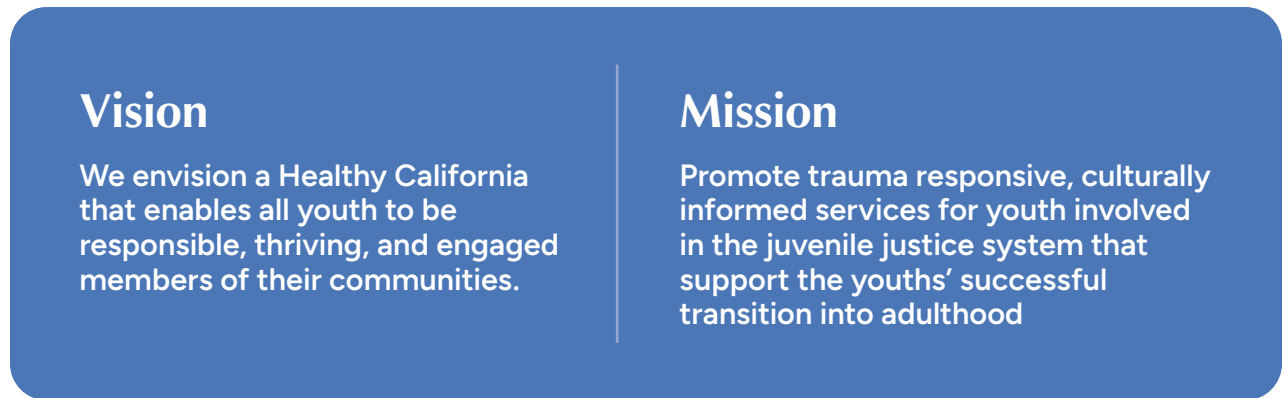 Vision
We envision a Healthy California
that enables all youth to be
responsible, thriving, and engaged
members of their communities.
Mission
Promote trauma responsive, culturally
informed services for youth involved
in the juvenile justice system that
support the youths’ successful
transition into adulthood